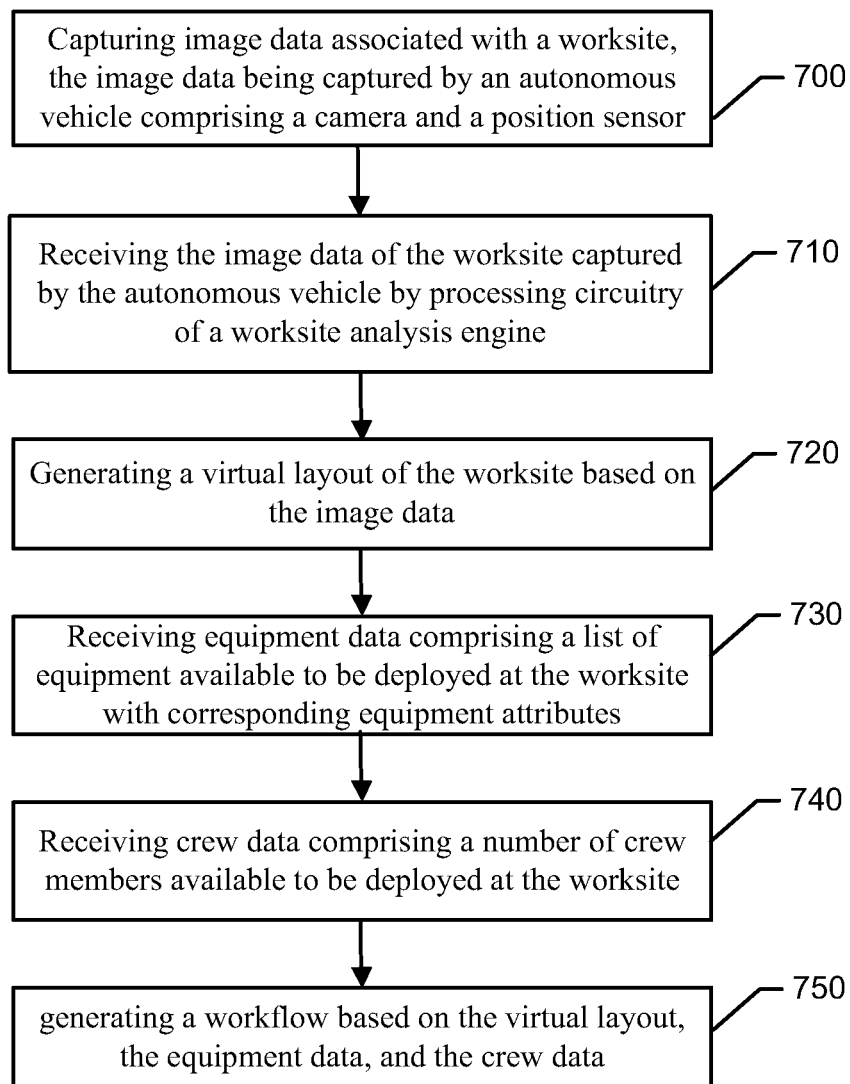 Capturing image data associated with a worksite,
the image data being captured by an autonomous
vehicle comprising a camera and a position sensor
700
Receiving the image data of the worksite captured
by the autonomous vehicle by processing circuitry
of a worksite analysis engine
710
Generating a virtual layout of the worksite based on
the image data
720
Receiving equipment data comprising a list of
equipment available to be deployed at the worksite
with corresponding equipment attributes
730
Receiving crew data comprising a number of crew
members available to be deployed at the worksite
740
generating a workflow based on the virtual layout,
the equipment data, and the crew data
750